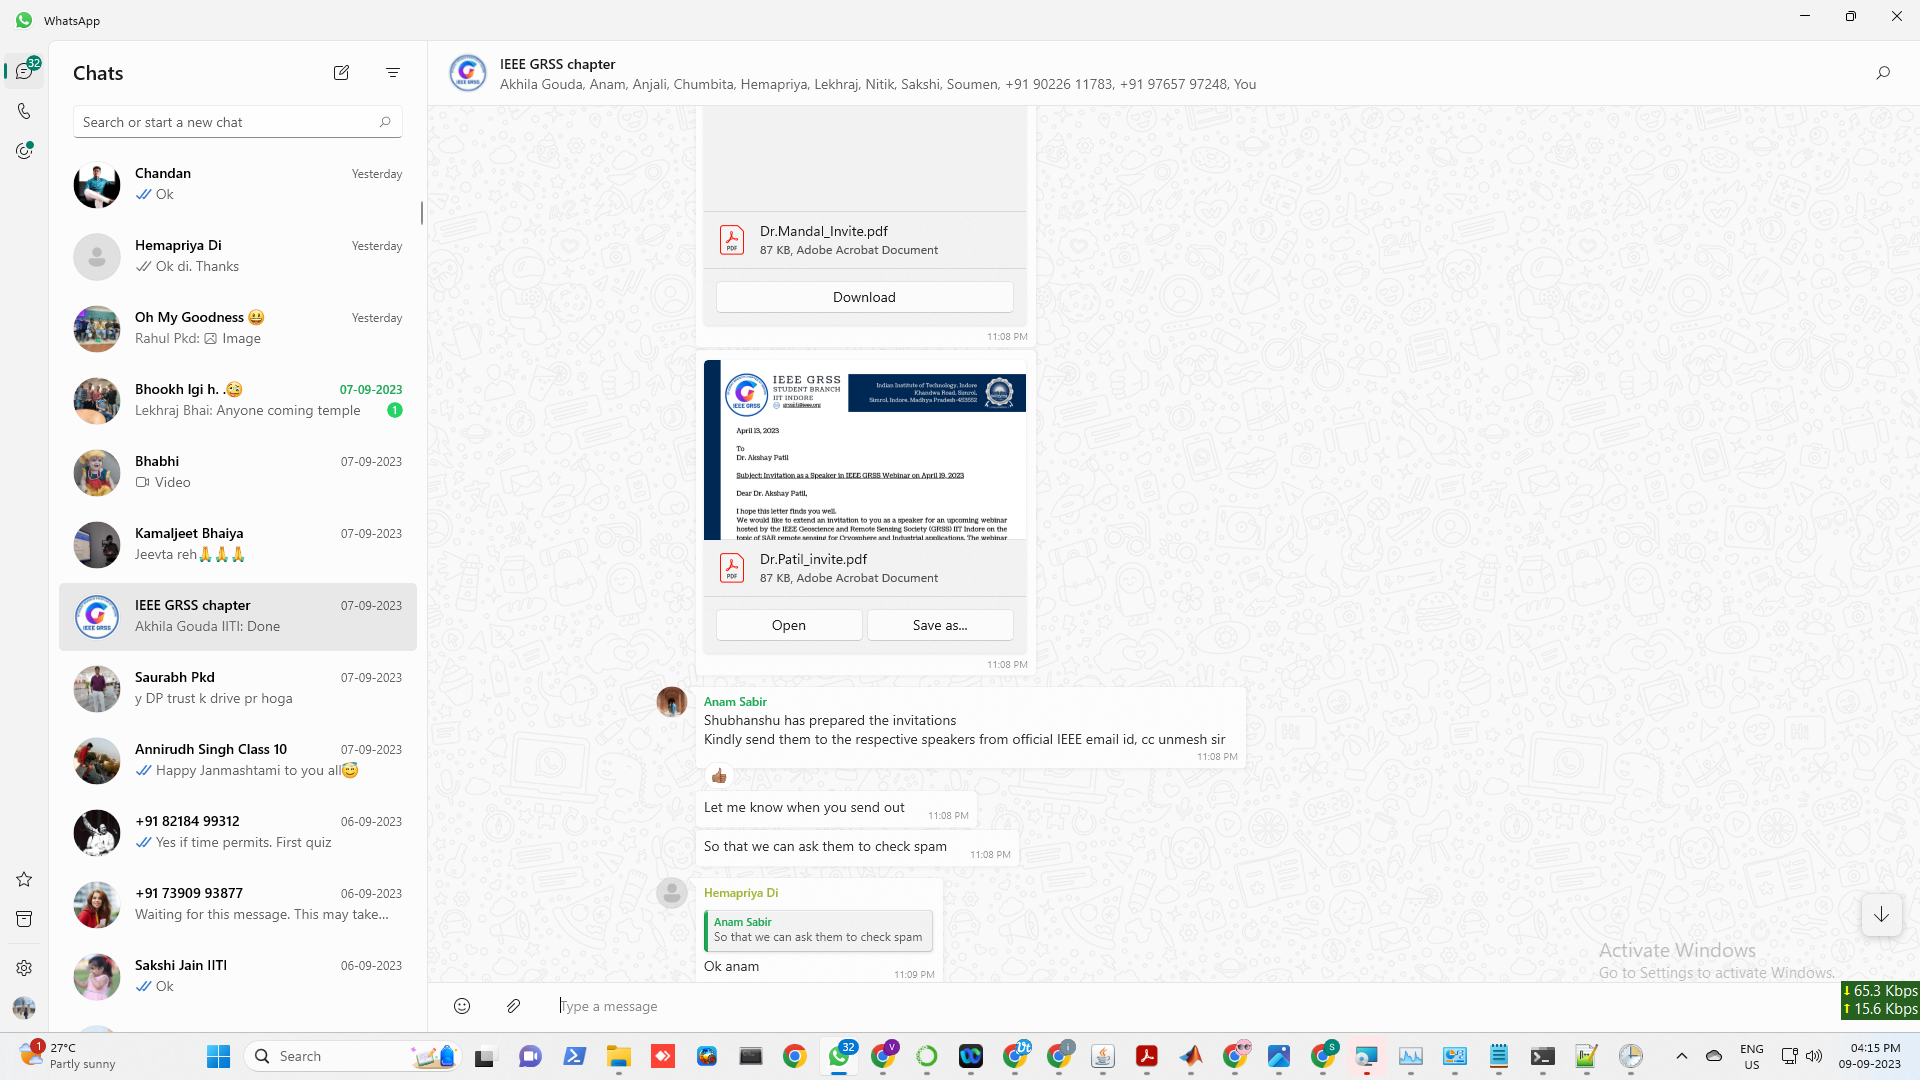 WhatsApp
32
Chats
Search or start a new chat
Chandan
Yesterday
Ok
Hemapriya Di
Yesterday
Ok di. Thanks
Oh My Goodness 😃
Yesterday
Rahul Pkd: Image
Bhookh lgi h. .🧐
07-09-2023
Lekhraj Bhai: Anyone coming temple
1
Bhabhi
07-09-2023
Video
Kamaljeet Bhaiya
07-09-2023
Jeevta reh🙏🙏🙏
IEEE GRSS chapter
07-09-2023
Akhila Gouda IITI: Done
Saurabh Pkd
07-09-2023
y DP trust k drive pr hoga
Annirudh Singh Class 10
07-09-2023
Happy Janmashtami to you all😇
+91 82184 99312
06-09-2023
Yes if time permits. First quiz
+91 73909 93877
06-09-2023
Waiting for this message. This may take...
Sakshi Jain IITI
06-09-2023
Ok
IEEE GRSS chapter
Akhila Gouda, Anam, Anjali, Chumbita, Hemapriya, Lekhraj, Nitik, Sakshi, Soumen, +91 90226 11783, +91 97657 97248, You
PDF
Dr.Mandal_Invite.pdf
87 KB, Adobe Acrobat Document
Download
11:08 PM
IEEE GRSS
IEEE GRSS
STUDENT BRANCH
IIT INDORE
Indian Institute of Technology, Indore
Khandwa Road, Simrol,
Simrol, Indore, Madhya Pradesh-453552
April 13, 2023
To
Dr. Akshay Patil
Subject: Invitation as a Speaker in IEEE GRSS Webinar on April 19, 2023
Dear Dr. Akshay Patil,
I hope this letter finds you well.
We would like to extend an invitation to you as a speaker for an upcoming webinar
hosted by the IEEE Geoscience and Remote Sensing Society (GRSS) IIT Indore on the
topic of SAR remote sensing for Cryosphere and Industrial applications. The webinar
PDF
Dr.Patil_invite.pdf
87 KB, Adobe Acrobat Document
Open
Save as...
11:08 PM
Anam Sabir
Shubhanshu has prepared the invitations
Kindly send them to the respective speakers from official IEEE email id, cc unmesh sir
11:08 PM
Let me know when you send out
11:08 PM
So that we can ask them to check spam
11:08 PM
Hemapriya Di
Anam Sabir
So that we can ask them to check spam
Ok anam
11:09 PM
Type a message
Activate Windows
Go to Settings to activate Windows.
65.3 Kbps
15.6 Kbps
1
27°C
Partly sunny
Search
32
V
i
S
ENG
US
04:15 PM
09-09-2023